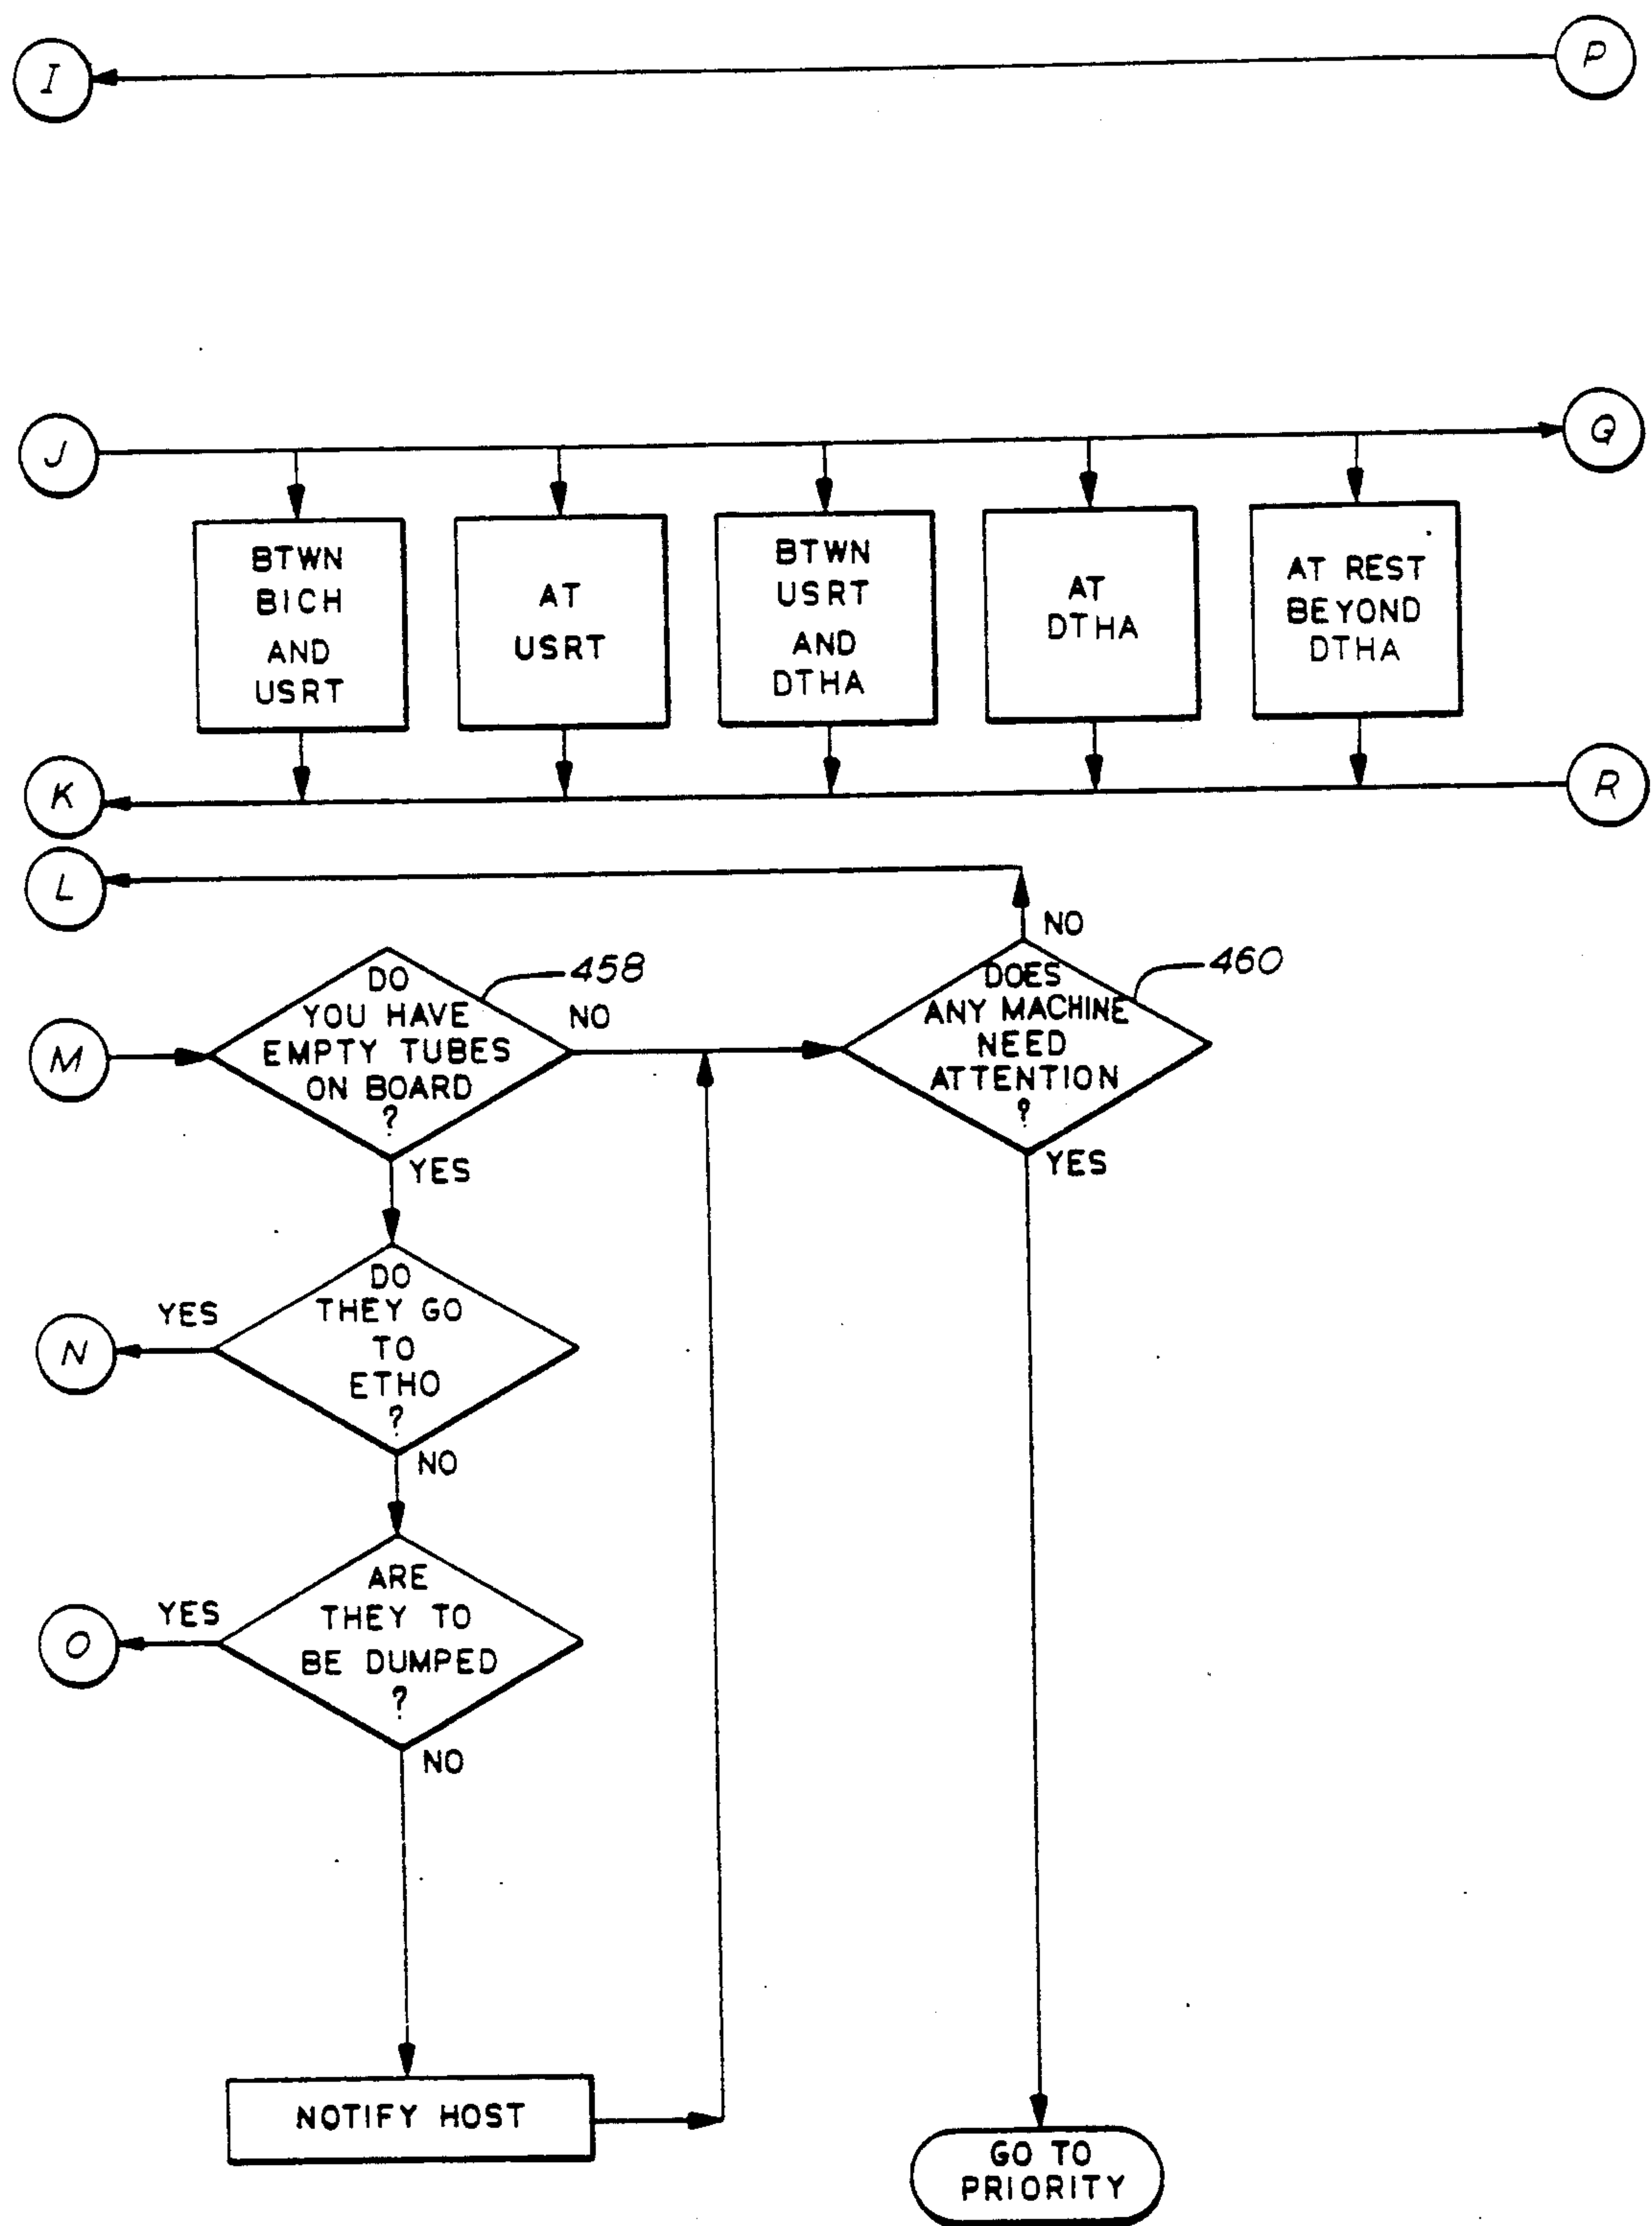 I
P
J
Q
BTWN
BICH
AND
USRT
AT
USRT
BTWN
USRT
AND
DTHA
AT
DTHA
AT REST
BEYOND
DTHA
K
R
L
NO
DO
YOU HAVE
EMPTY TUBES
ON BOARD
?
458
NO
DOES
ANY MACHINE
NEED
ATTENTION
?
460
M
YES
YES
DO
THEY GO
TO
ETHO
?
YES
N
NO
ARE
THEY TO
BE DUMPED
?
YES
O
NO
NOTIFY HOST
GO TO
PRIORITY